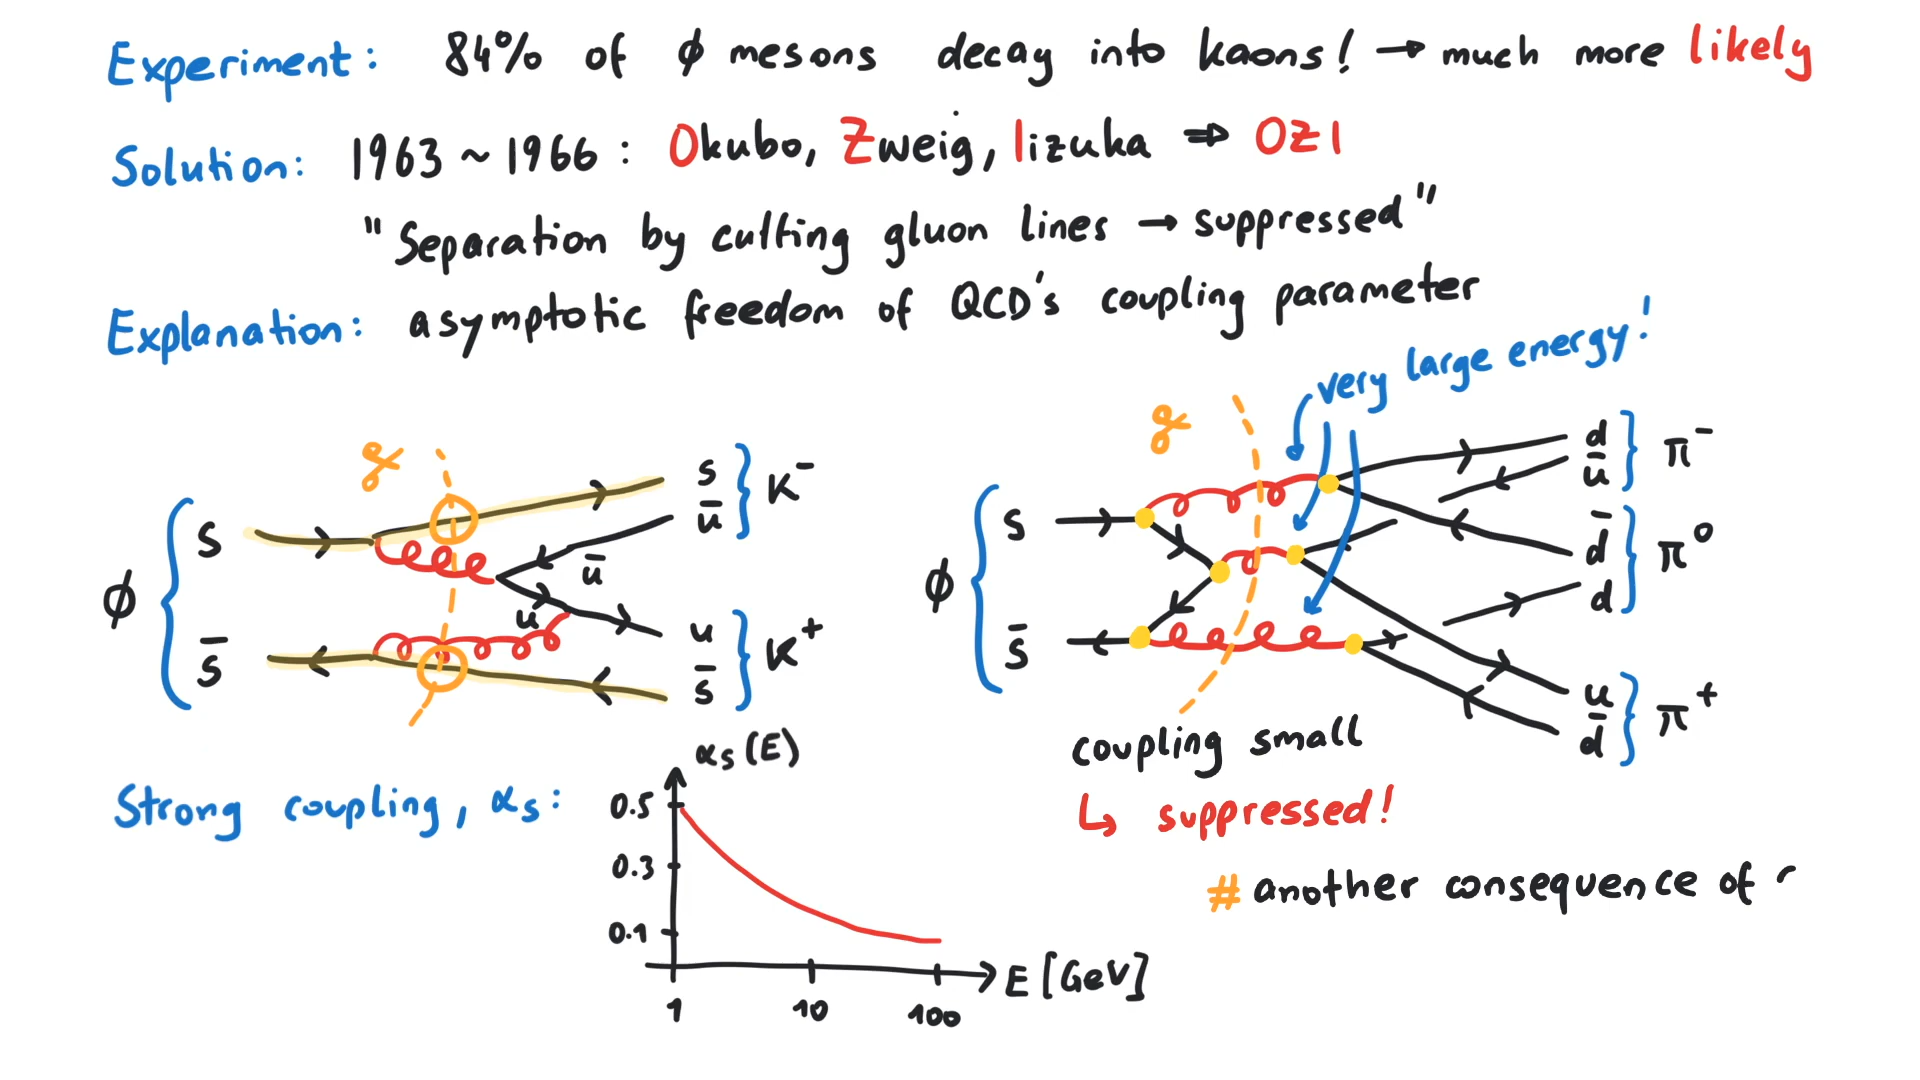 Experiment: 84% of ϕ mesons decay into kaons! → much more likely
Solution: 1963 ~ 1966 : Okubo, Zweig, Iizuka ⇒ OZI
"Separation by cutting gluon lines → suppressed"
Explanation: asymptotic freedom of QCD's coupling parameter
very large energy!
ϕ { s s̄
s ū } K⁻
ū
u
u s̄ } K⁺
ϕ { s s̄
d ū } π⁻
d̄ d } π⁰
u d̄ } π⁺
coupling small
↳ suppressed!
# another consequence of
Strong coupling, αs:
αs(E)
0.5
0.3
0.1
1 10 100
E [GeV]